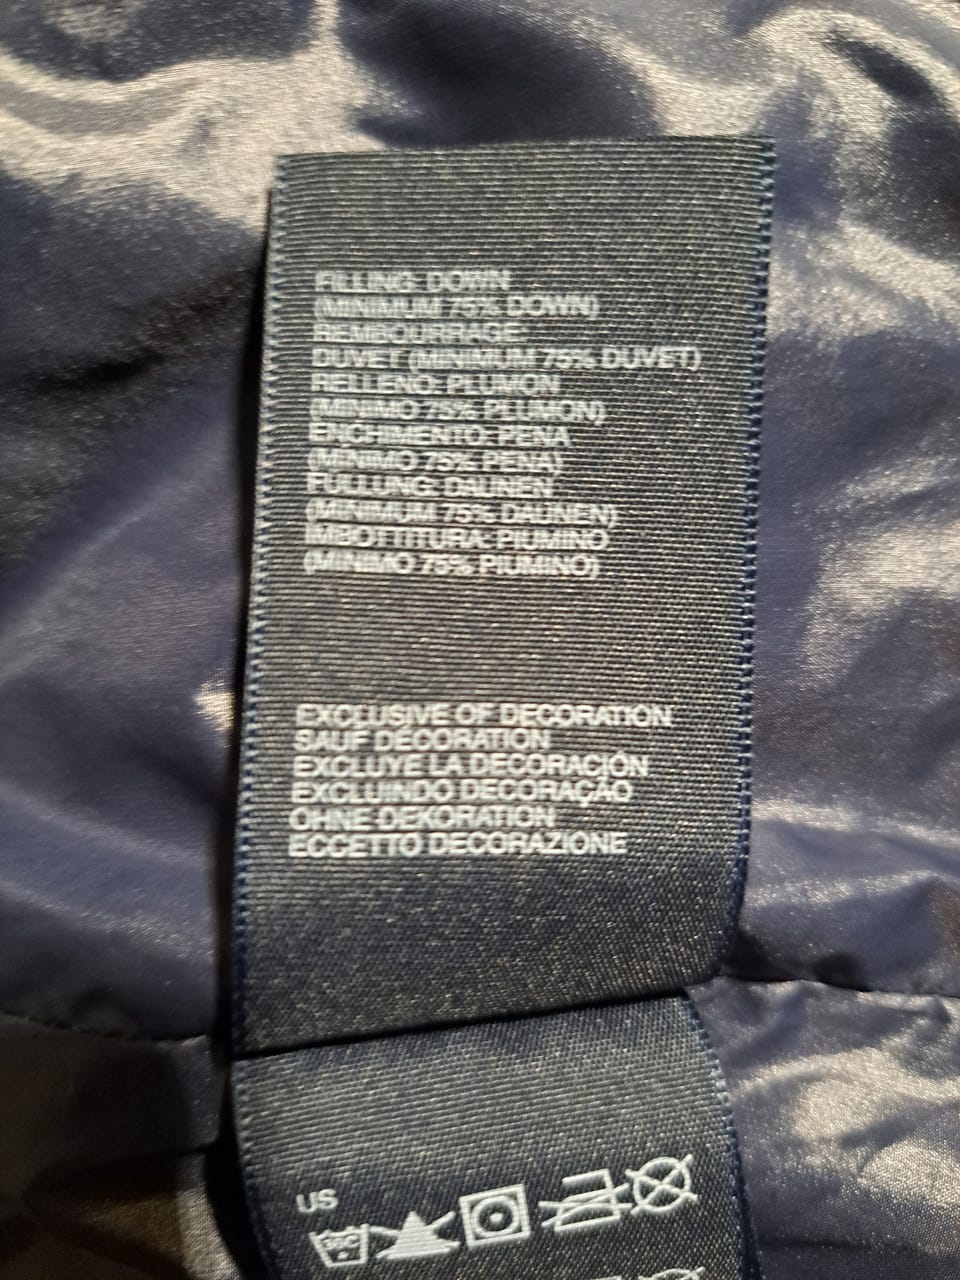 FILLING: DOWN
(MINIMUM 75% DOWN)
REMBOURRAGE:
DUVET (MINIMUM 75% DUVET)
RELLENO: PLUMON
(MINIMO 75% PLUMON)
ENCHIMENTO: PENA
(MINIMO 75% PENA)
FULLUNG: DAUNEN
(MINIMUM 75% DAUNEN)
IMBOTTITURA: PIUMINO
(MINIMO 75% PIUMINO)
EXCLUSIVE OF DECORATION
SAUF DÉCORATION
EXCLUYE LA DECORACIÓN
EXCLUINDO DECORAÇÃO
OHNE DEKORATION
ECCETTO DECORAZIONE
US